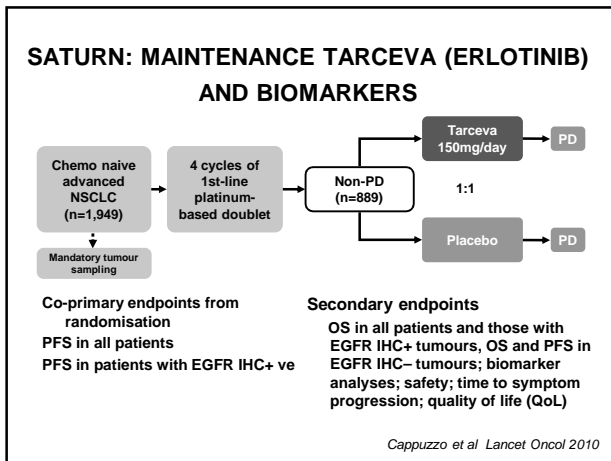 SATURN: MAINTENANCE TARCEVA (ERLOTINIB)
AND BIOMARKERS
Chemo naive
advanced
NSCLC
(n=1,949)
4 cycles of
1st-line
platinum-
based doublet
Non-PD
(n=889)
1:1
Tarceva
150mg/day
PD
Placebo
PD
Mandatory tumour
sampling
Co-primary endpoints from
randomisation
PFS in all patients
PFS in patients with EGFR IHC+ ve
Secondary endpoints
OS in all patients and those with
EGFR IHC+ tumours, OS and PFS in
EGFR IHC– tumours; biomarker
analyses; safety; time to symptom
progression; quality of life (QoL)
Cappuzzo et al Lancet Oncol 2010